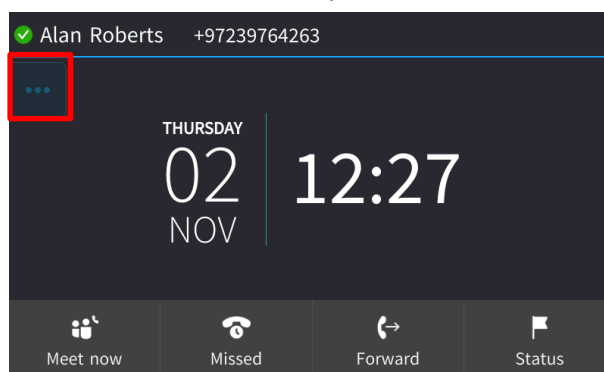 Alan Roberts +97239764263
•••
THURSDAY
02
NOV
12:27
Meet now Missed Forward Status